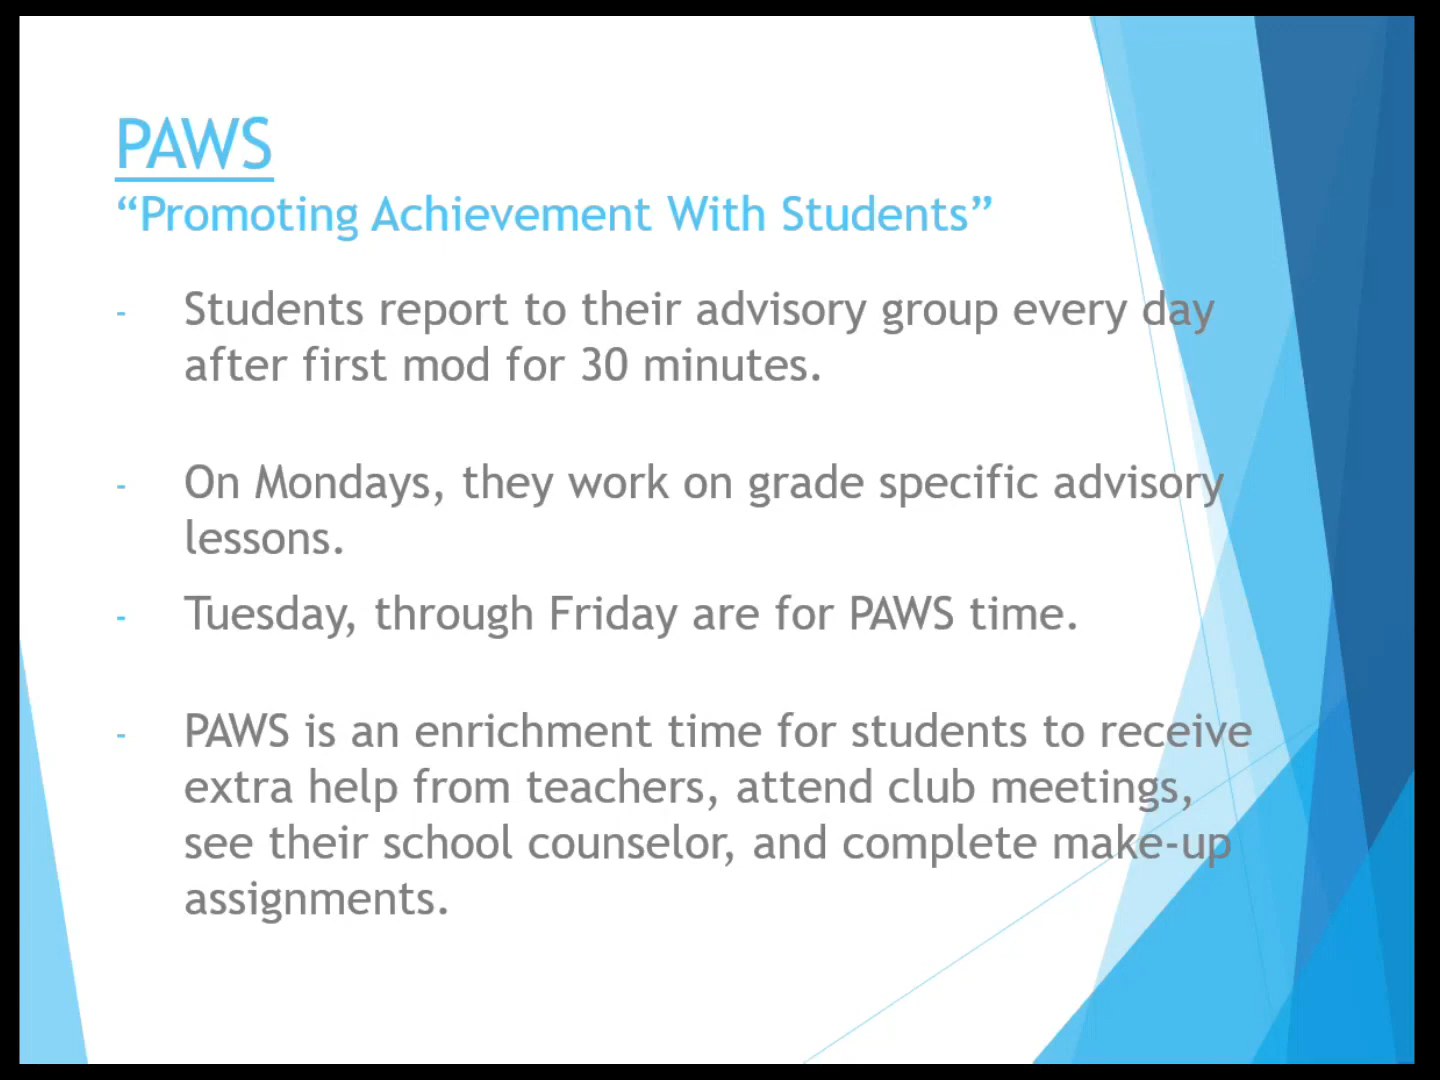 PAWS
“Promoting Achievement With Students”
- Students report to their advisory group every day
after first mod for 30 minutes.
- On Mondays, they work on grade specific advisory
lessons.
- Tuesday, through Friday are for PAWS time.
- PAWS is an enrichment time for students to receive
extra help from teachers, attend club meetings,
see their school counselor, and complete make-up
assignments.